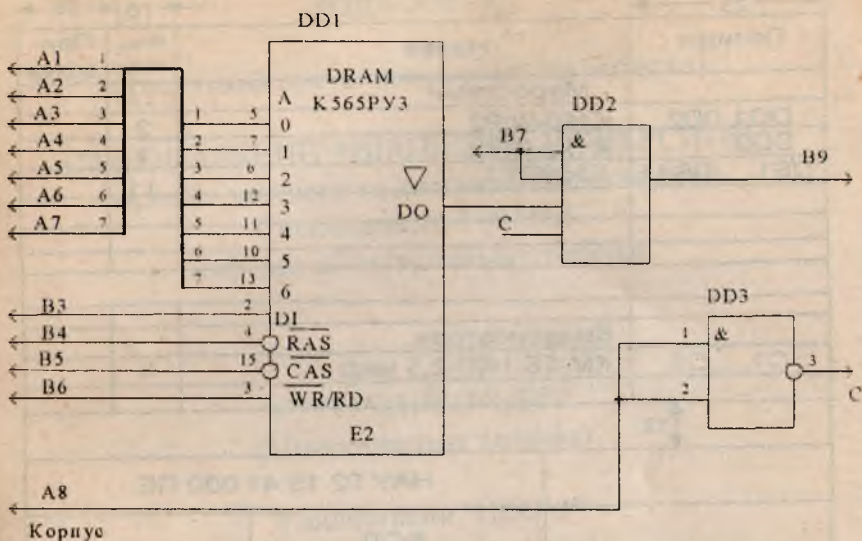 DD1
A1 1
A2 2
A3 3
A4 4
A5 5
A6 6
A7 7
1 5
2 7
3 6
4 12
5 11
6 10
7 13
B3 2
B4 4
B5 15
B6 3
DRAM
К565РУ3
A
0
1
2
3
4
5
6
DI
RAS
CAS
WR/RD
E2
DO
DD2
B7
&
C
B9
DD3
1
&
2
3
C
A8
Корпус